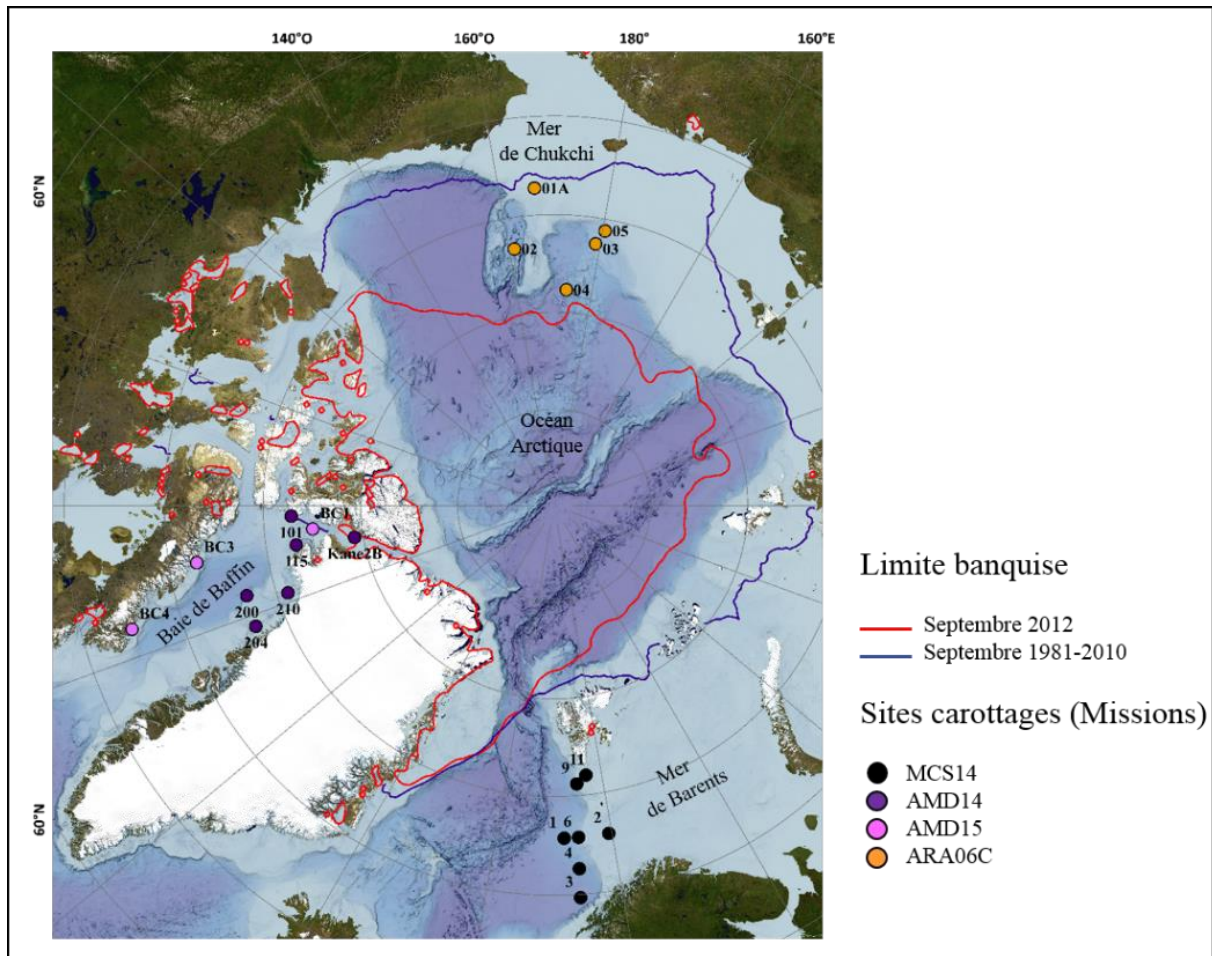 140°O
160°O
180°
160°E
60°N
Mer
de Chukchi
01A
02
05
03
04
Océan
Arctique
BC1
101
115
Kane2B
BC3
BC4
200
210
204
Baie de Baffin
60°N
11
9
Mer
de Barents
1
6
2'
4
3
Limite banquise
Septembre 2012
Septembre 1981-2010
Sites carottages (Missions)
MCS14
AMD14
AMD15
ARA06C